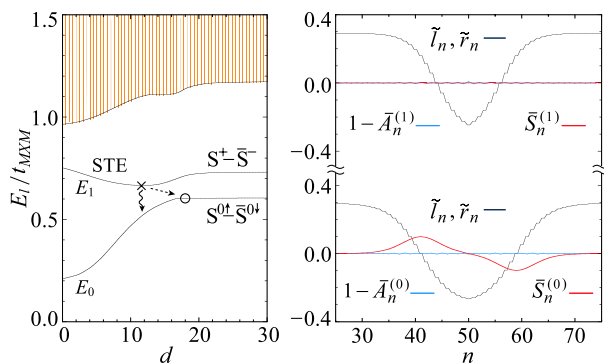 1.5
1.0
0.5
0.0
E_l/t_MXM
STE
E_1
S^+–S̄^−
S^{0↑}–S̄^{0↓}
E_0
0 10 20 30
d
0.4
0.0
−0.4
l̃_n, r̃_n
1−Ā_n^{(1)}
S̄_n^{(1)}
0.4
0.0
−0.4
l̃_n, r̃_n
1−Ā_n^{(0)}
S̄_n^{(0)}
30 40 50 60 70
n